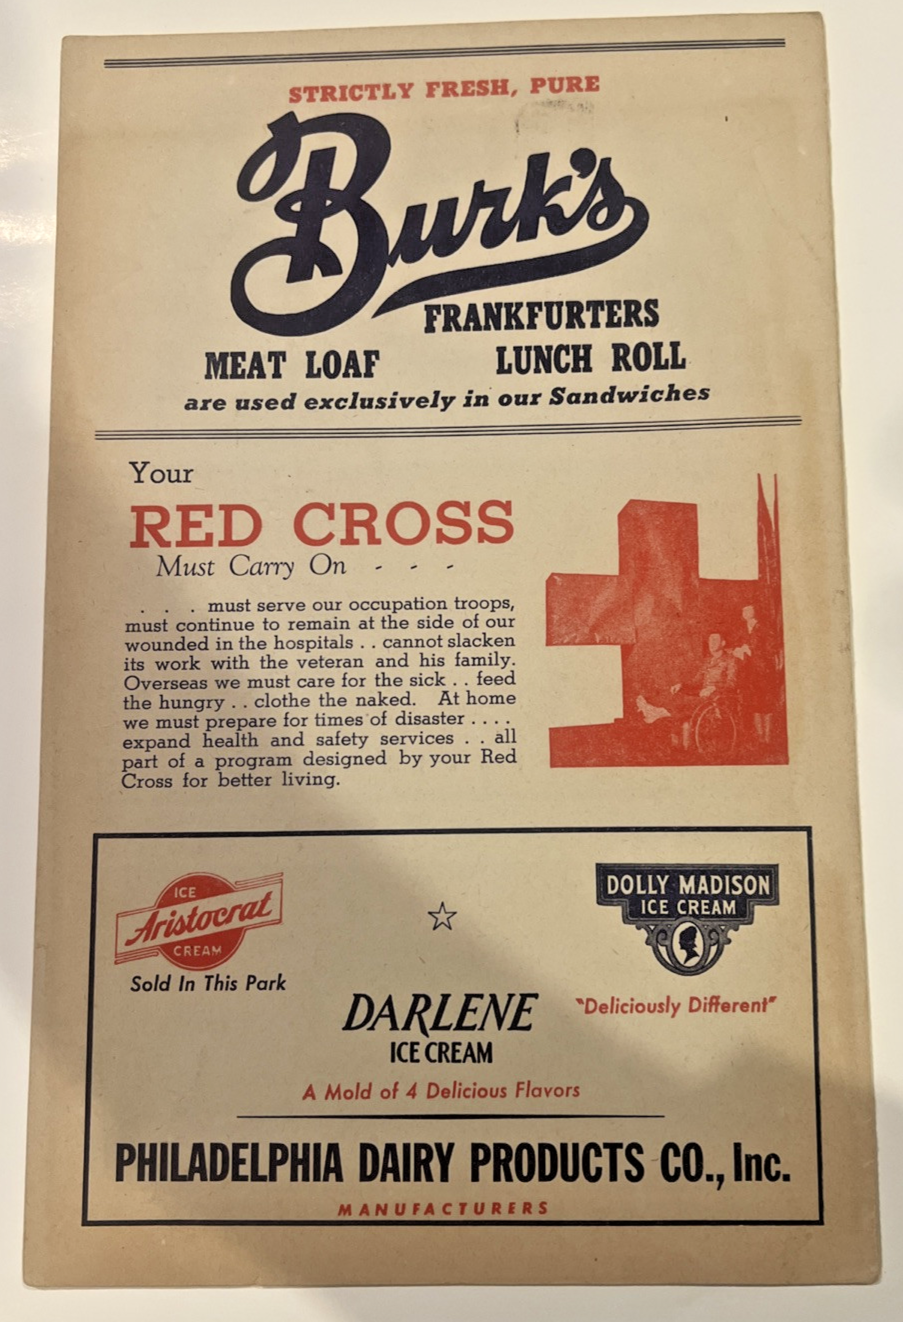 STRICTLY FRESH, PURE
Burk's
FRANKFURTERS
MEAT LOAF LUNCH ROLL
are used exclusively in our Sandwiches
Your
RED CROSS
Must Carry On - - -
. . . must serve our occupation troops,
must continue to remain at the side of our
wounded in the hospitals . . cannot slacken
its work with the veteran and his family.
Overseas we must care for the sick . . feed
the hungry . . clothe the naked. At home
we must prepare for times of disaster . . . .
expand health and safety services . . all
part of a program designed by your Red
Cross for better living.
ICE
Aristocrat
CREAM
Sold In This Park
DOLLY MADISON
ICE CREAM
"Deliciously Different"
DARLENE
ICE CREAM
A Mold of 4 Delicious Flavors
PHILADELPHIA DAIRY PRODUCTS CO., Inc.
MANUFACTURERS